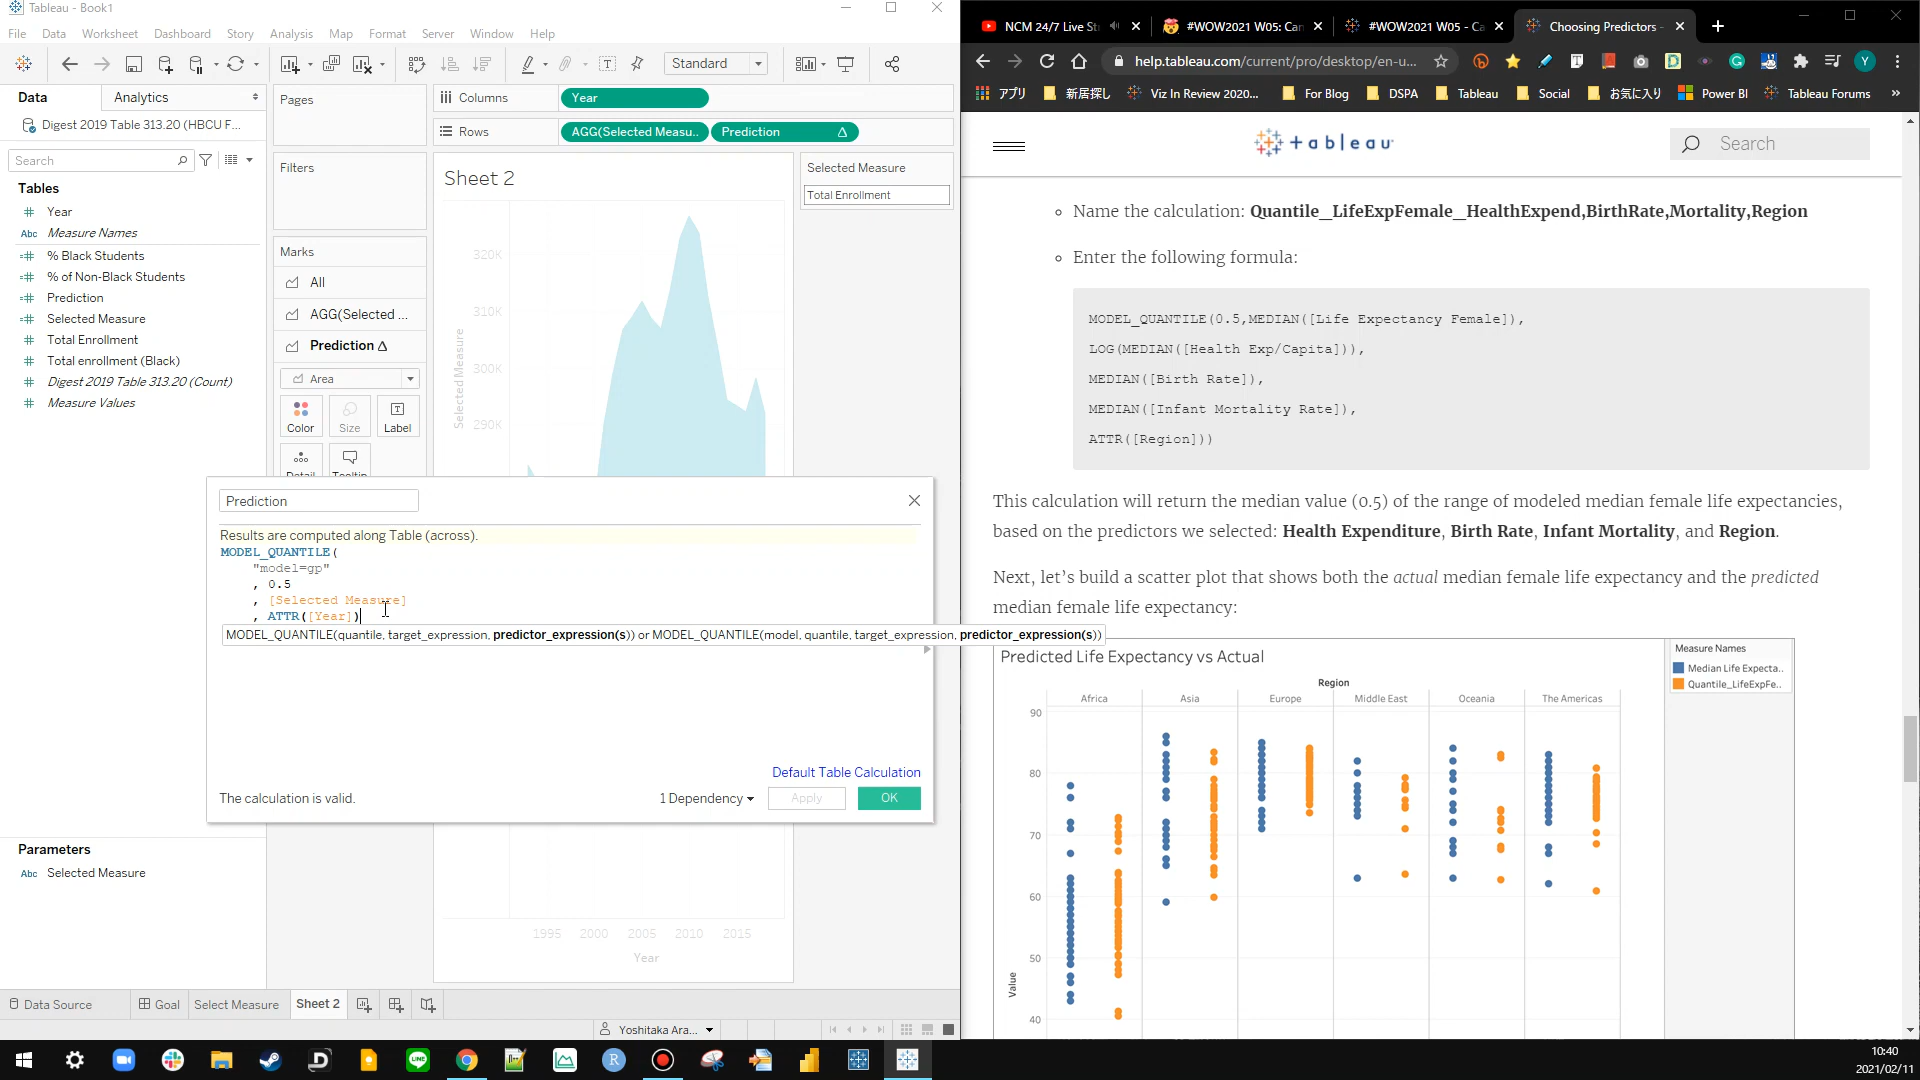 Tableau - Book1
File Data Worksheet Dashboard Story Analysis Map Format Server Window Help
Standard
Data Analytics
Digest 2019 Table 313.20 (HBCU F...
Search
Tables
Year
Abc Measure Names
% Black Students
% of Non-Black Students
Prediction
Selected Measure
Total Enrollment
Total enrollment (Black)
Digest 2019 Table 313.20 (Count)
Measure Values
Parameters
Abc Selected Measure
Pages
Filters
Marks
All
AGG(Selected ...
Prediction Δ
Area
Color Size Label
Detail Tooltip
Columns Year
Rows AGG(Selected Measu.. Prediction Δ
Sheet 2
Selected Measure
Total Enrollment
320K
310K
300K
290K
Selected Measure
1995 2000 2005 2010 2015
Year
Prediction
Results are computed along Table (across).
MODEL_QUANTILE(
"model=gp"
, 0.5
, [Selected Measure]
, ATTR([Year])
MODEL_QUANTILE(quantile, target_expression, predictor_expression(s)) or MODEL_QUANTILE(model, quantile, target_expression, predictor_expression(s))
Default Table Calculation
The calculation is valid.
1 Dependency
Apply
OK
Data Source Goal Select Measure Sheet 2
Yoshitaka Ara...
NCM 24/7 Live St
#WOW2021 W05: Can
#WOW2021 W05 - Ca
Choosing Predictors -
help.tableau.com/current/pro/desktop/en-u...
アプリ 新居探し Viz In Review 2020... For Blog DSPA Tableau Social お気に入り Power BI Tableau Forums »
+ableau
Search
Name the calculation: Quantile_LifeExpFemale_HealthExpend,BirthRate,Mortality,Region
Enter the following formula:
MODEL_QUANTILE(0.5,MEDIAN([Life Expectancy Female]),
LOG(MEDIAN([Health Exp/Capita])),
MEDIAN([Birth Rate]),
MEDIAN([Infant Mortality Rate]),
ATTR([Region]))
This calculation will return the median value (0.5) of the range of modeled median female life expectancies,
based on the predictors we selected: Health Expenditure, Birth Rate, Infant Mortality, and Region.
Next, let’s build a scatter plot that shows both the actual median female life expectancy and the predicted
median female life expectancy:
Predicted Life Expectancy vs Actual
Region
Africa Asia Europe Middle East Oceania The Americas
90
80
70
60
50
40
Value
Measure Names
Median Life Expecta..
Quantile_LifeExpFe..
10:40
2021/02/11